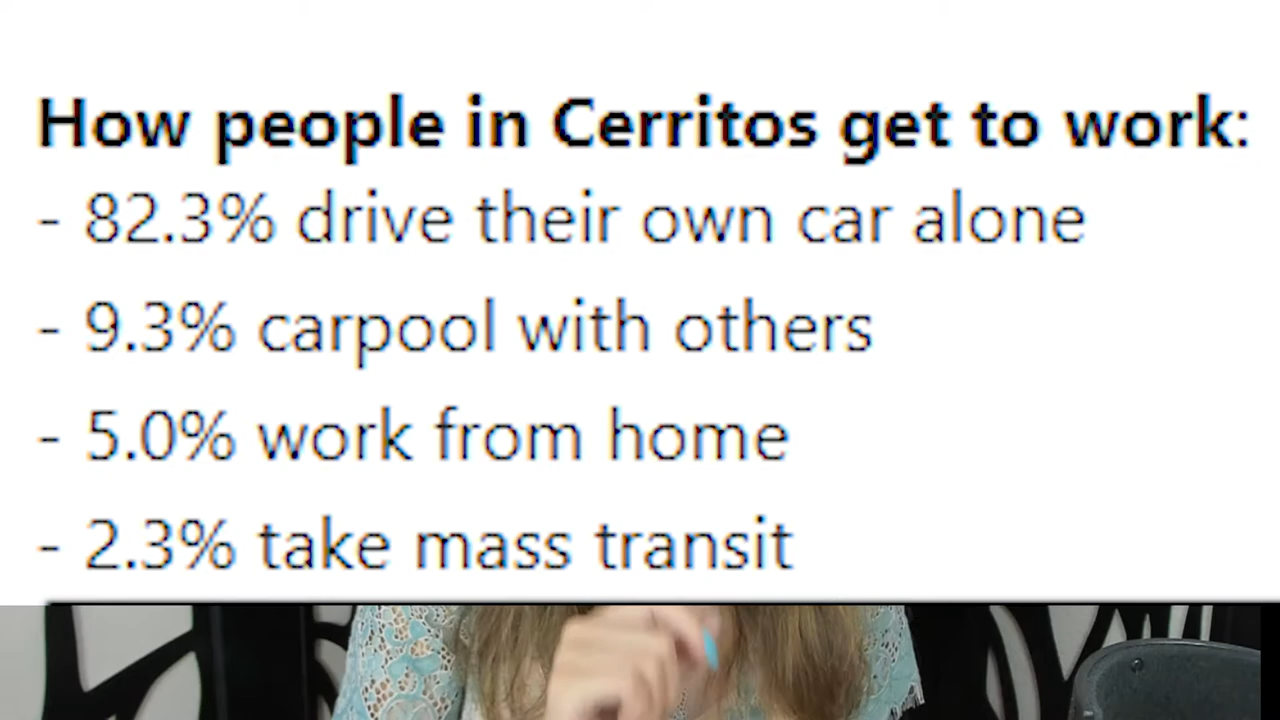 How people in Cerritos get to work:
- 82.3% drive their own car alone
- 9.3% carpool with others
- 5.0% work from home
- 2.3% take mass transit